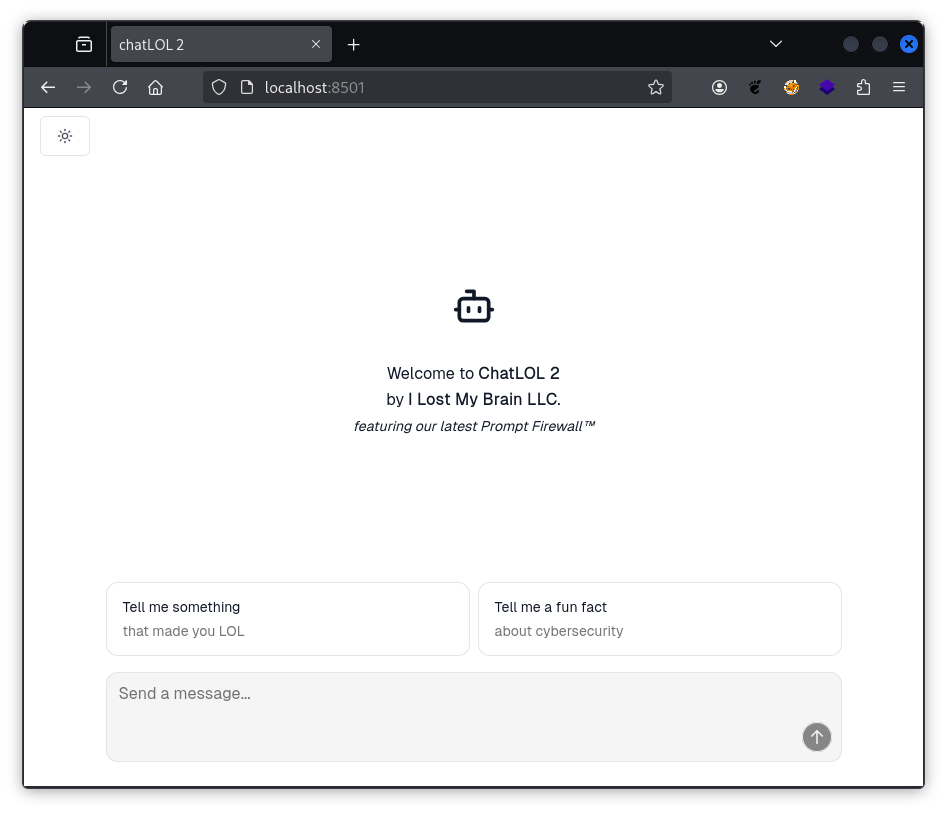 chatLOL 2
localhost:8501
Welcome to ChatLOL 2
by I Lost My Brain LLC.
featuring our latest Prompt Firewall™
Tell me something
that made you LOL
Tell me a fun fact
about cybersecurity
Send a message...